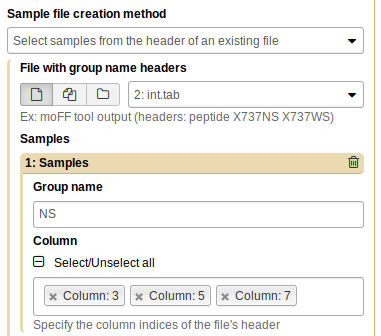 Sample file creation method
Select samples from the header of an existing file
File with group name headers
2: int.tab
Ex: moFF tool output (headers: peptide X737NS X737WS)
Samples
1: Samples
Group name
NS
Column
Select/Unselect all
× Column: 3 × Column: 5 × Column: 7
Specify the column indices of the file's header